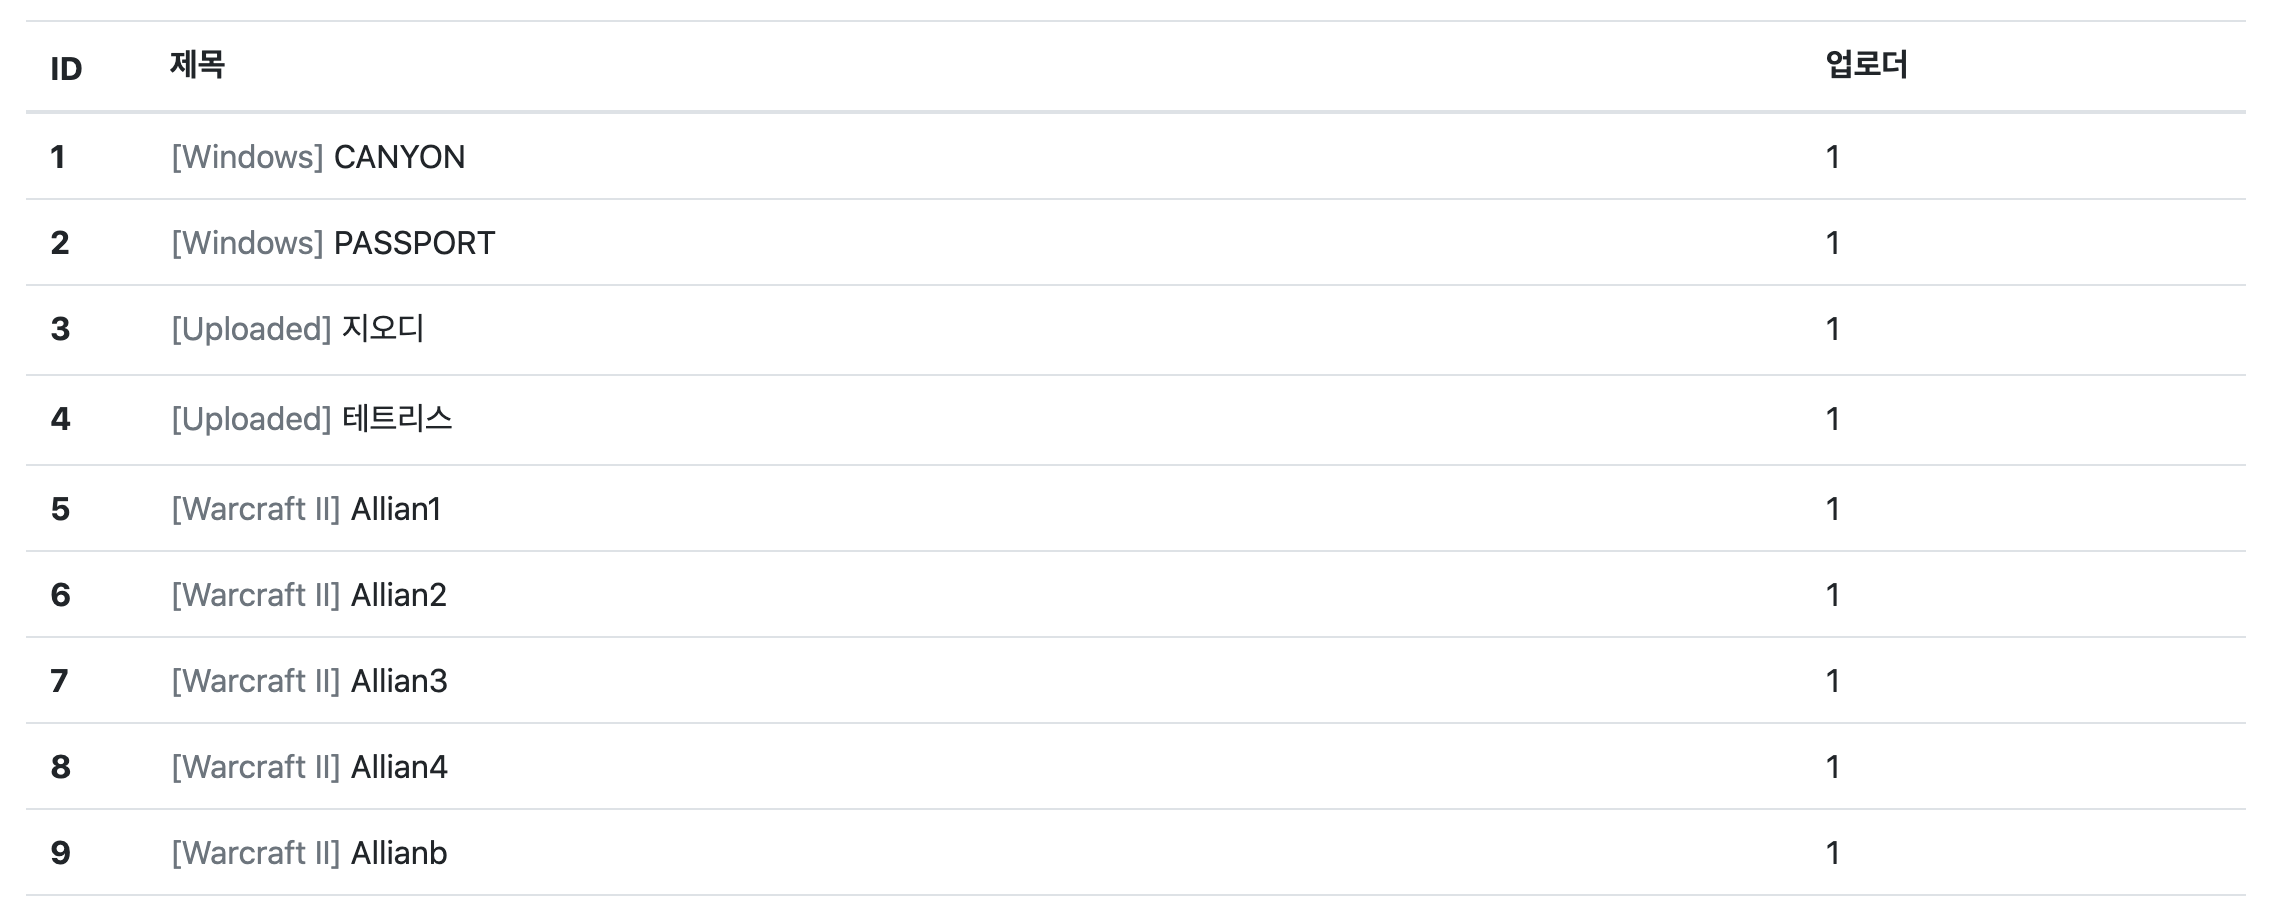 ID 제목 업로더
1 [Windows] CANYON 1
2 [Windows] PASSPORT 1
3 [Uploaded] 지오디 1
4 [Uploaded] 테트리스 1
5 [Warcraft II] Allian1 1
6 [Warcraft II] Allian2 1
7 [Warcraft II] Allian3 1
8 [Warcraft II] Allian4 1
9 [Warcraft II] Allianb 1